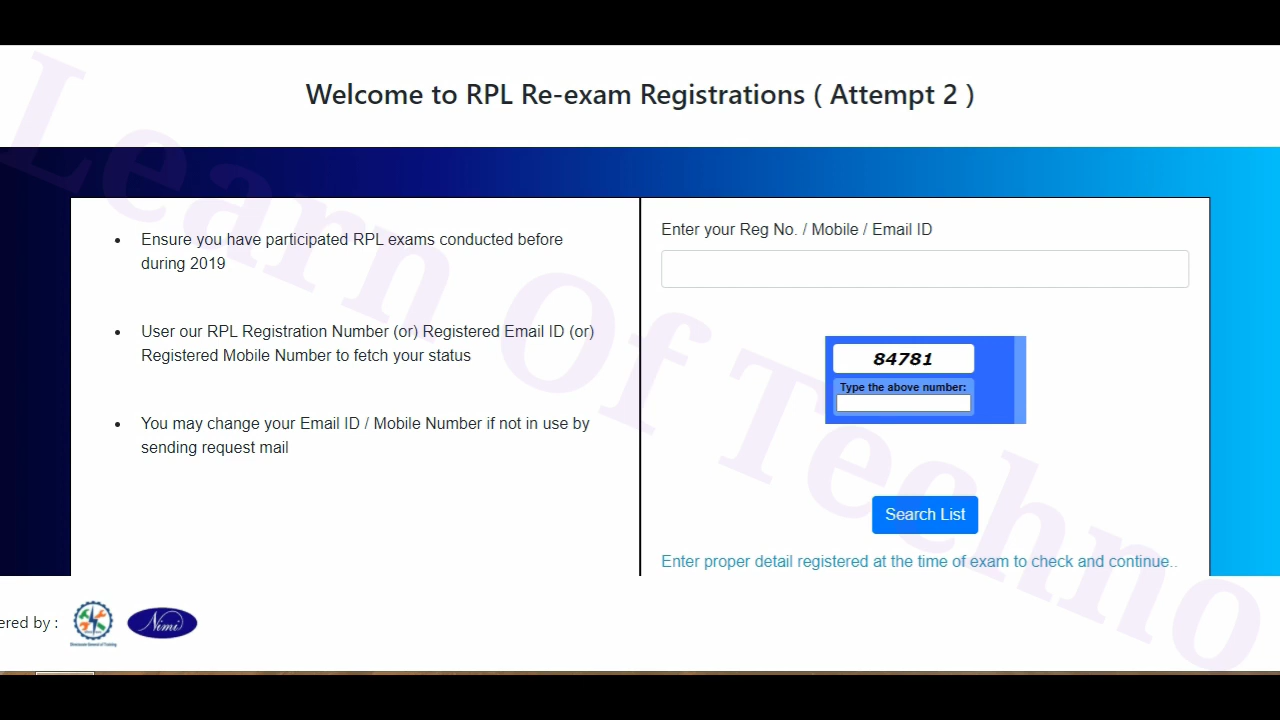 Welcome to RPL Re-exam Registrations ( Attempt 2 )
Ensure you have participated RPL exams conducted before
during 2019
User our RPL Registration Number (or) Registered Email ID (or)
Registered Mobile Number to fetch your status
You may change your Email ID / Mobile Number if not in use by
sending request mail
Enter your Reg No. / Mobile / Email ID
84781
Type the above number:
Search List
Enter proper detail registered at the time of exam to check and continue..
ered by :
Nimi
Learn Of Techno